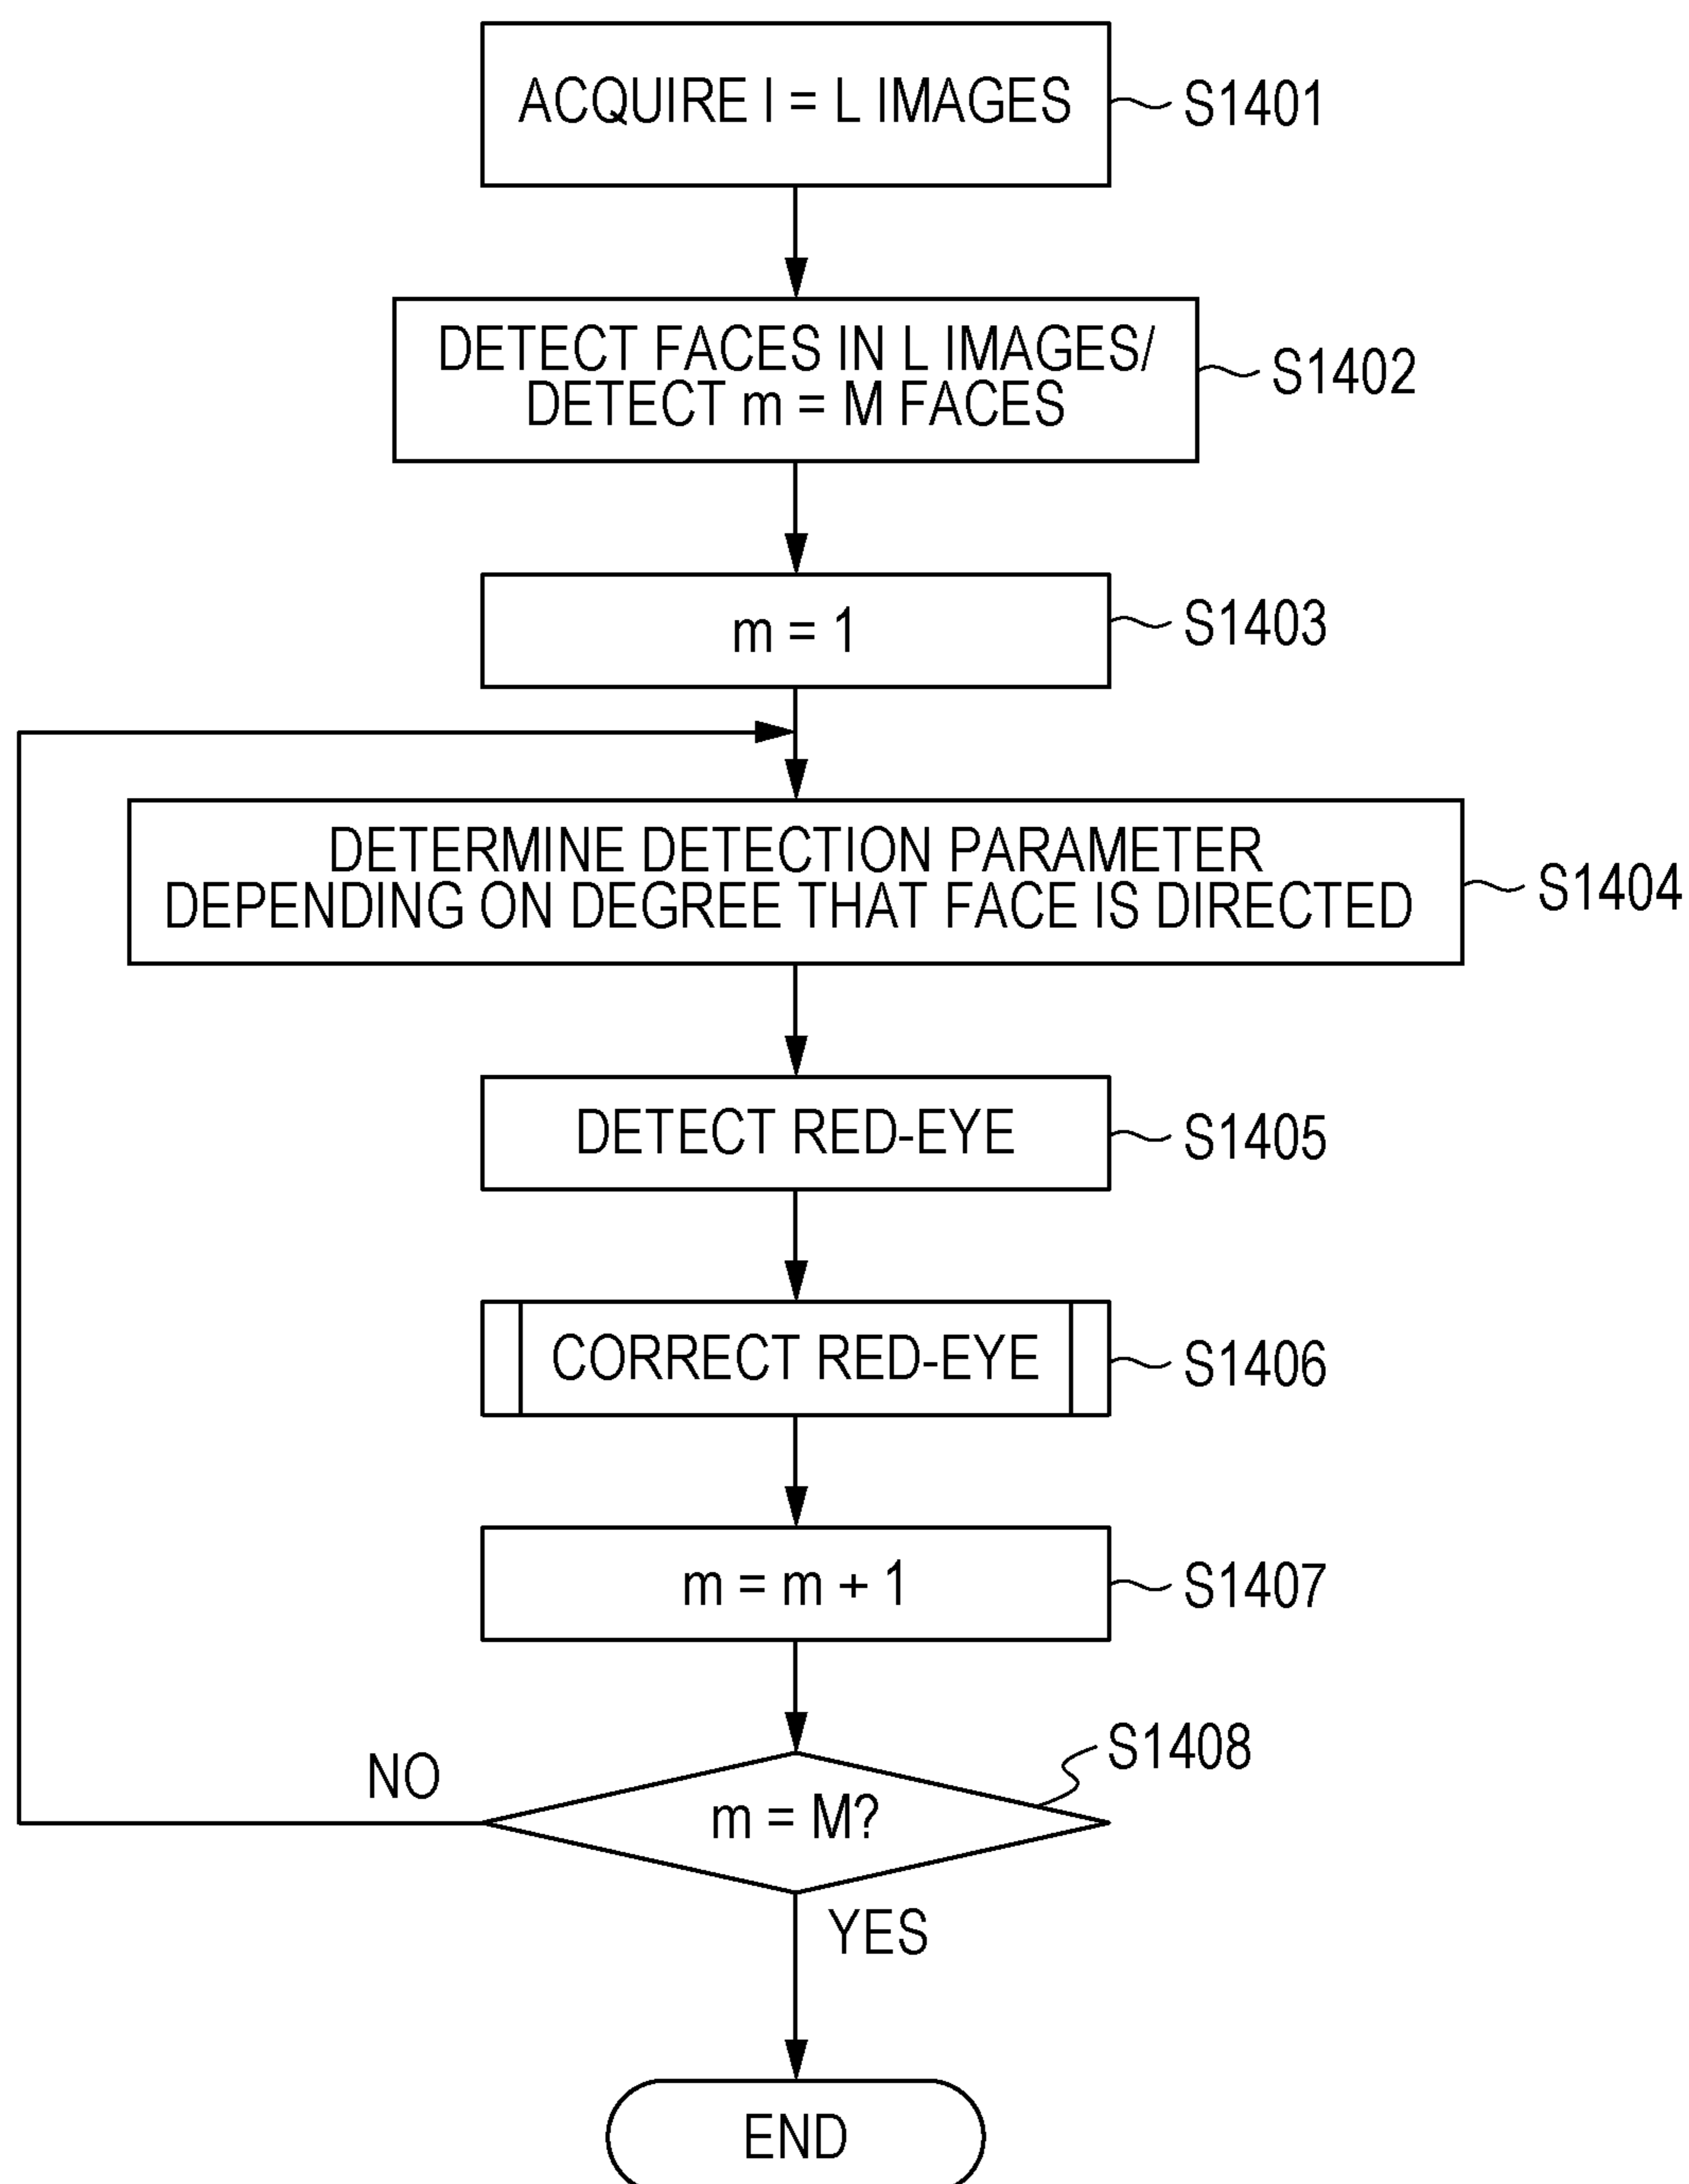 ACQUIRE I = L IMAGES
S1401
DETECT FACES IN L IMAGES/
DETECT m = M FACES
S1402
m = 1
S1403
DETERMINE DETECTION PARAMETER
DEPENDING ON DEGREE THAT FACE IS DIRECTED
S1404
DETECT RED-EYE
S1405
CORRECT RED-EYE
S1406
m = m + 1
S1407
S1408
NO
m = M?
YES
END